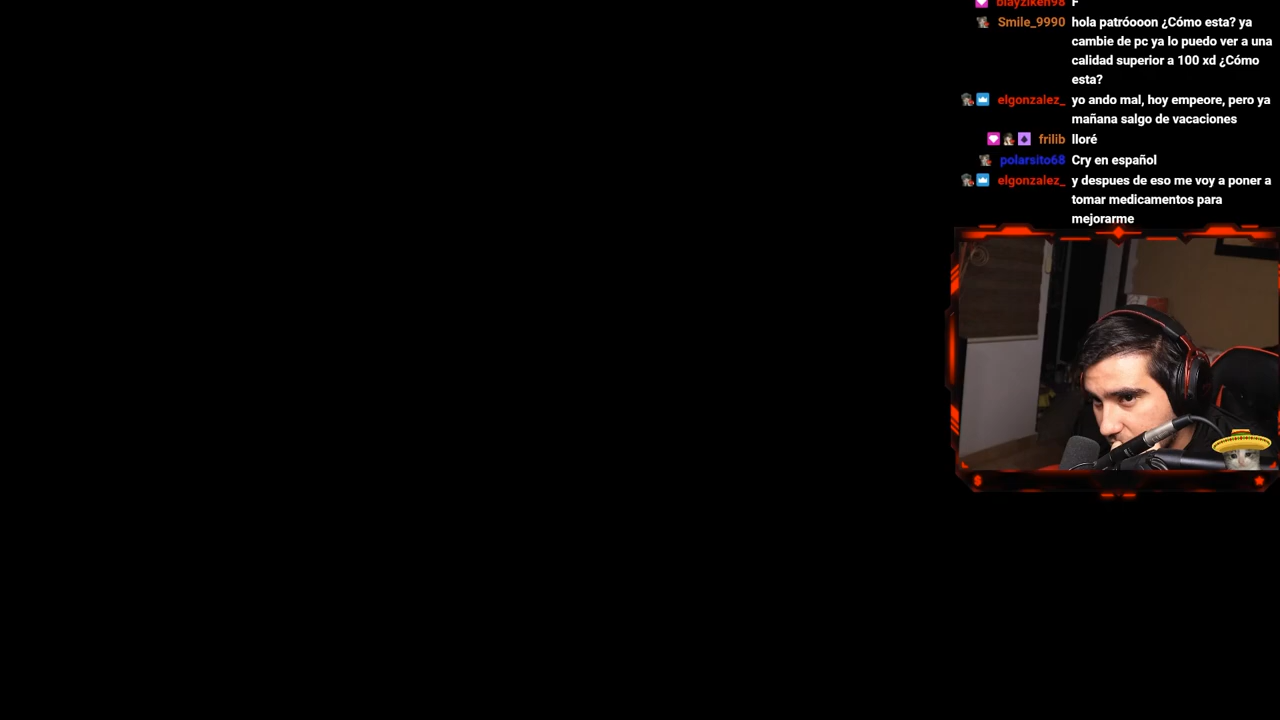 blayziken98 F
Smile_9990 hola patróooon ¿Cómo esta? ya
cambie de pc ya lo puedo ver a una
calidad superior a 100 xd ¿Cómo
esta?
elgonzalez_ yo ando mal, hoy empeore, pero ya
mañana salgo de vacaciones
frilib lloré
polarsito68 Cry en español
elgonzalez_ y despues de eso me voy a poner a
tomar medicamentos para
mejorarme
$